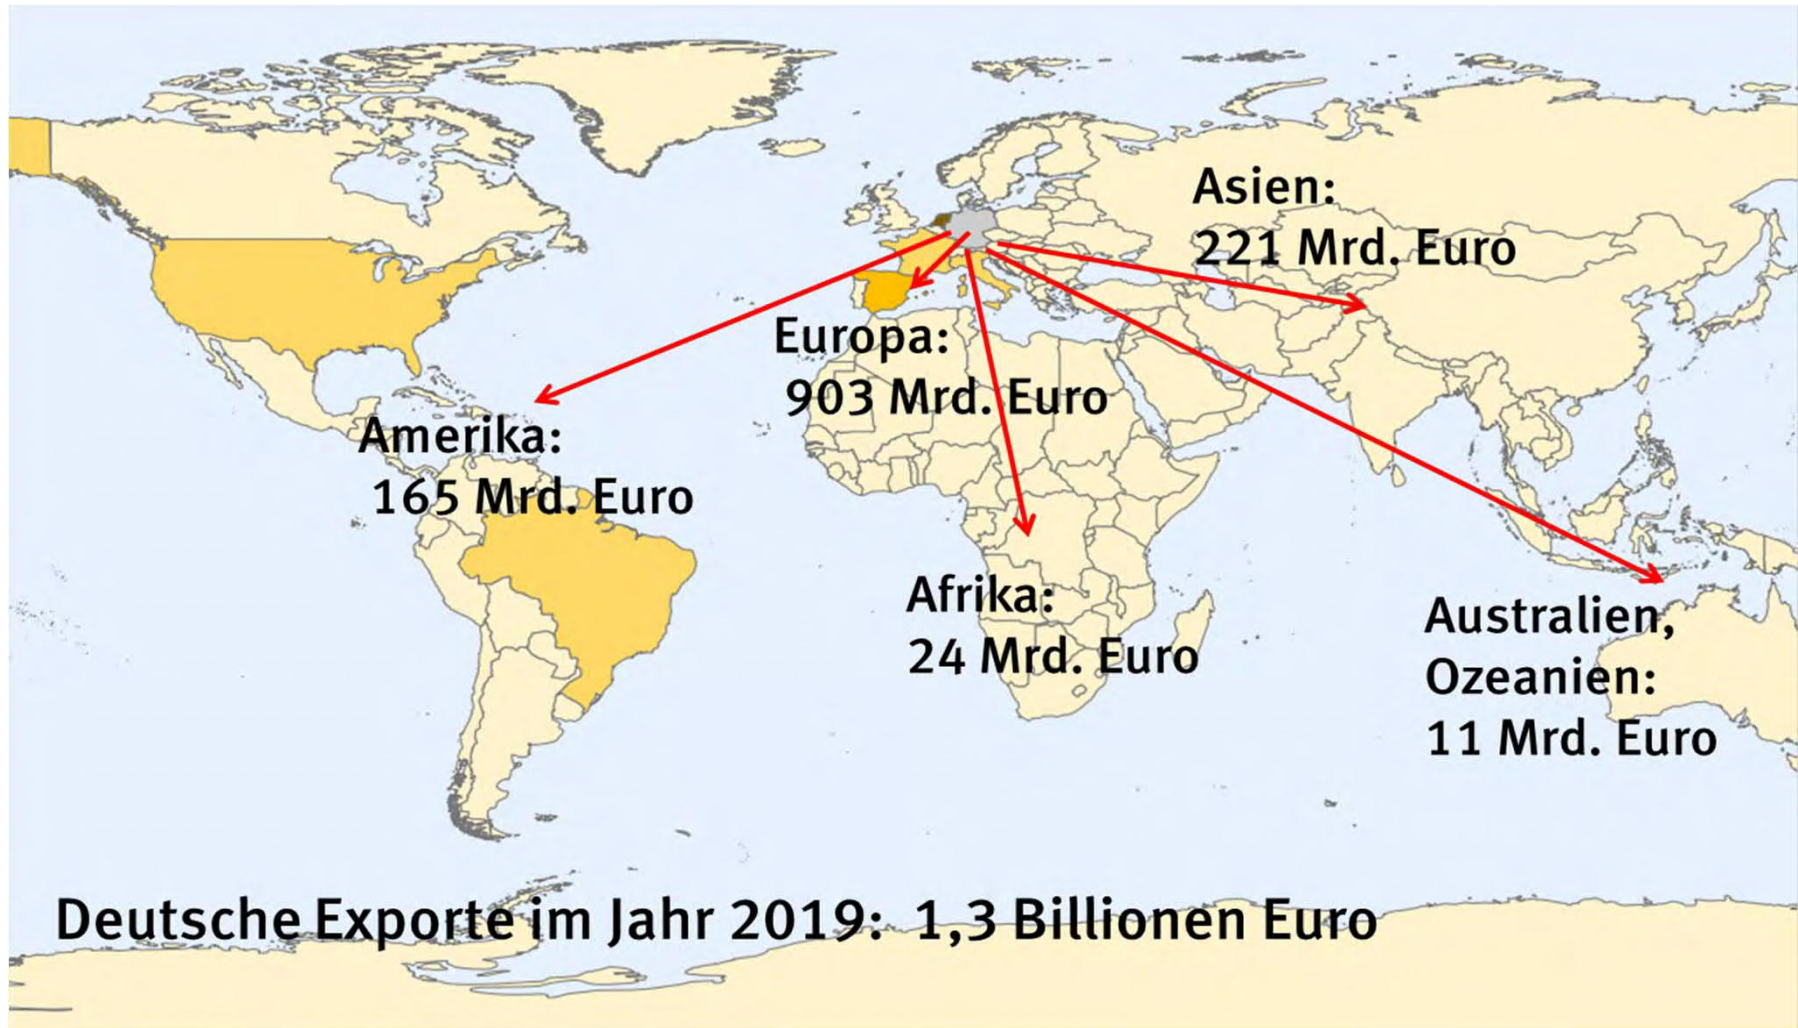 Asien:
221 Mrd. Euro
Europa:
903 Mrd. Euro
Amerika:
165 Mrd. Euro
Afrika:
24 Mrd. Euro
Australien,
Ozeanien:
11 Mrd. Euro
Deutsche Exporte im Jahr 2019: 1,3 Billionen Euro